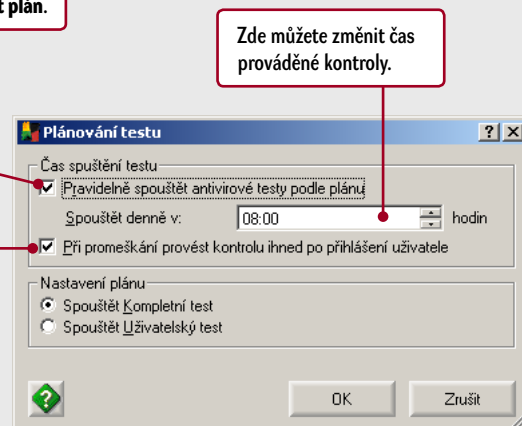 t plán.
Zde můžete změnit čas
prováděné kontroly.
Plánování testu
Čas spuštění testu
Pravidelně spouštět antivirové testy podle plánu
Spouštět denně v:
08:00
hodin
Při promeškání provést kontrolu ihned po přihlášení uživatele
Nastavení plánu
Spouštět Kompletní test
Spouštět Uživatelský test
OK
Zrušit